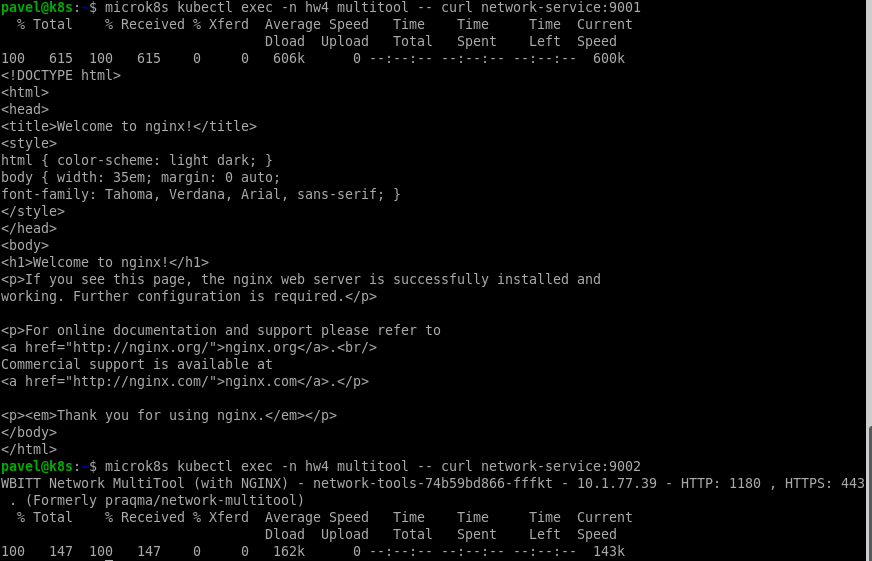 pavel@k8s:~$ microk8s kubectl exec -n hw4 multitool -- curl network-service:9001
  % Total    % Received % Xferd  Average Speed   Time    Time     Time  Current
                                 Dload  Upload   Total   Spent    Left  Speed
100   615  100   615    0     0   606k      0 --:--:-- --:--:-- --:--:--  600k
<!DOCTYPE html>
<html>
<head>
<title>Welcome to nginx!</title>
<style>
html { color-scheme: light dark; }
body { width: 35em; margin: 0 auto;
font-family: Tahoma, Verdana, Arial, sans-serif; }
</style>
</head>
<body>
<h1>Welcome to nginx!</h1>
<p>If you see this page, the nginx web server is successfully installed and
working. Further configuration is required.</p>

<p>For online documentation and support please refer to
<a href="http://nginx.org/">nginx.org</a>.<br/>
Commercial support is available at
<a href="http://nginx.com/">nginx.com</a>.</p>

<p><em>Thank you for using nginx.</em></p>
</body>
</html>
pavel@k8s:~$ microk8s kubectl exec -n hw4 multitool -- curl network-service:9002
WBITT Network MultiTool (with NGINX) - network-tools-74b59bd866-fffkt - 10.1.77.39 - HTTP: 1180 , HTTPS: 443
 . (Formerly praqma/network-multitool)
  % Total    % Received % Xferd  Average Speed   Time    Time     Time  Current
                                 Dload  Upload   Total   Spent    Left  Speed
100   147  100   147    0     0   162k      0 --:--:-- --:--:-- --:--:--  143k